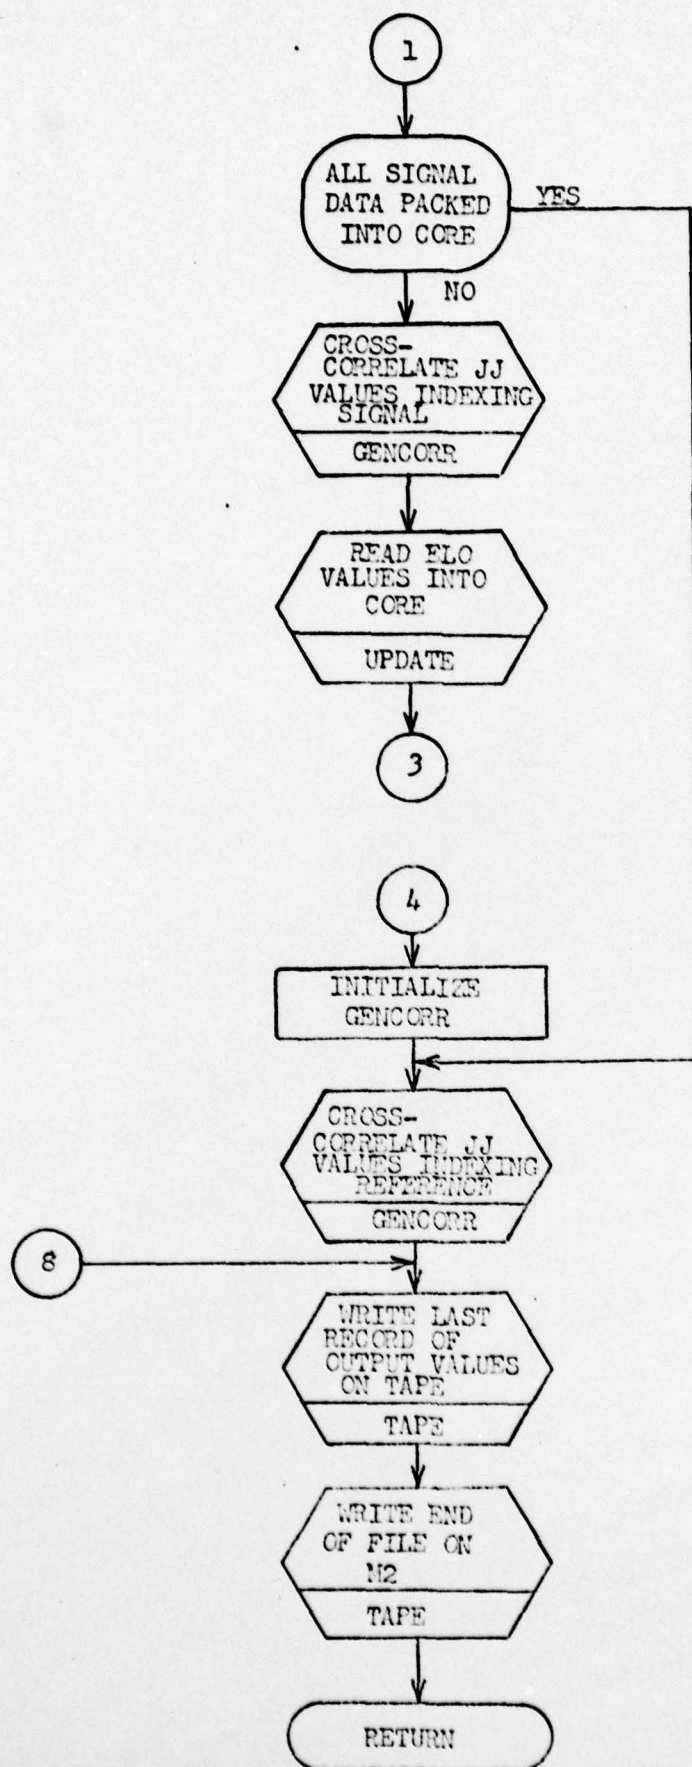 1
ALL SIGNAL
DATA PACKED
INTO CORE
YES
NO
CROSS-
CORRELATE JJ
VALUES INDEXING
SIGNAL
GENCORR
READ ELO
VALUES INTO
CORE
UPDATE
3
4
INITIALIZE
GENCORR
CROSS-
CORRELATE JJ
VALUES INDEXING
REFERENCE
GENCORR
8
WRITE LAST
RECORD OF
OUTPUT VALUES
ON TAPE
TAPE
WRITE END
OF FILE ON
M2
TAPE
RETURN